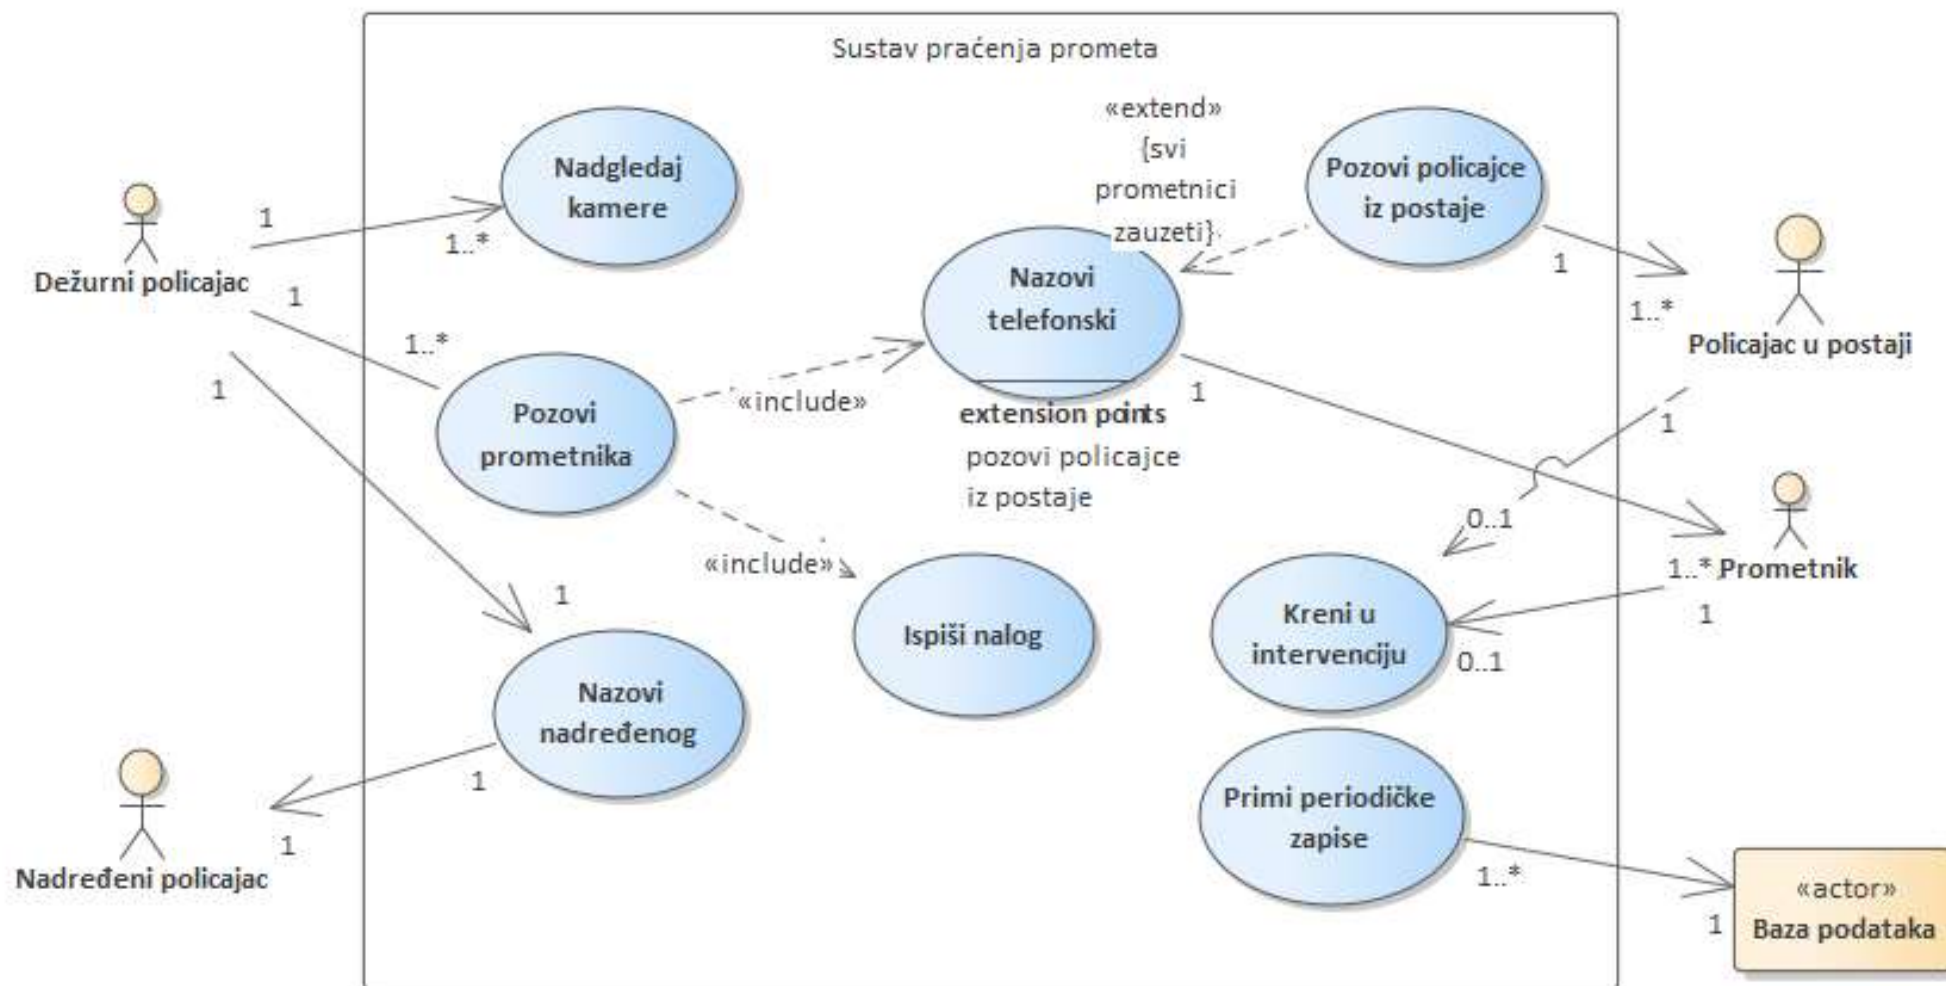 Sustav praćenja prometa
«extend»
{svi
prometnici
zauzeti}
Nadgledaj
kamere
Pozovi policajce
iz postaje
1
1..*
Dežurni policajac
1
1..*
1
Nazovi
telefonski
extension points
pozovi policajce
iz postaje
1
1..*
Policajac u postaji
1
0..1
Pozovi
prometnika
«include»
«include»
1
1..*
Prometnik
1
0..1
1
Ispiši nalog
Kreni u
intervenciju
Nazovi
nadređenog
1
1
Nadređeni policajac
Primi periodičke
zapise
1..*
1
«actor»
Baza podataka